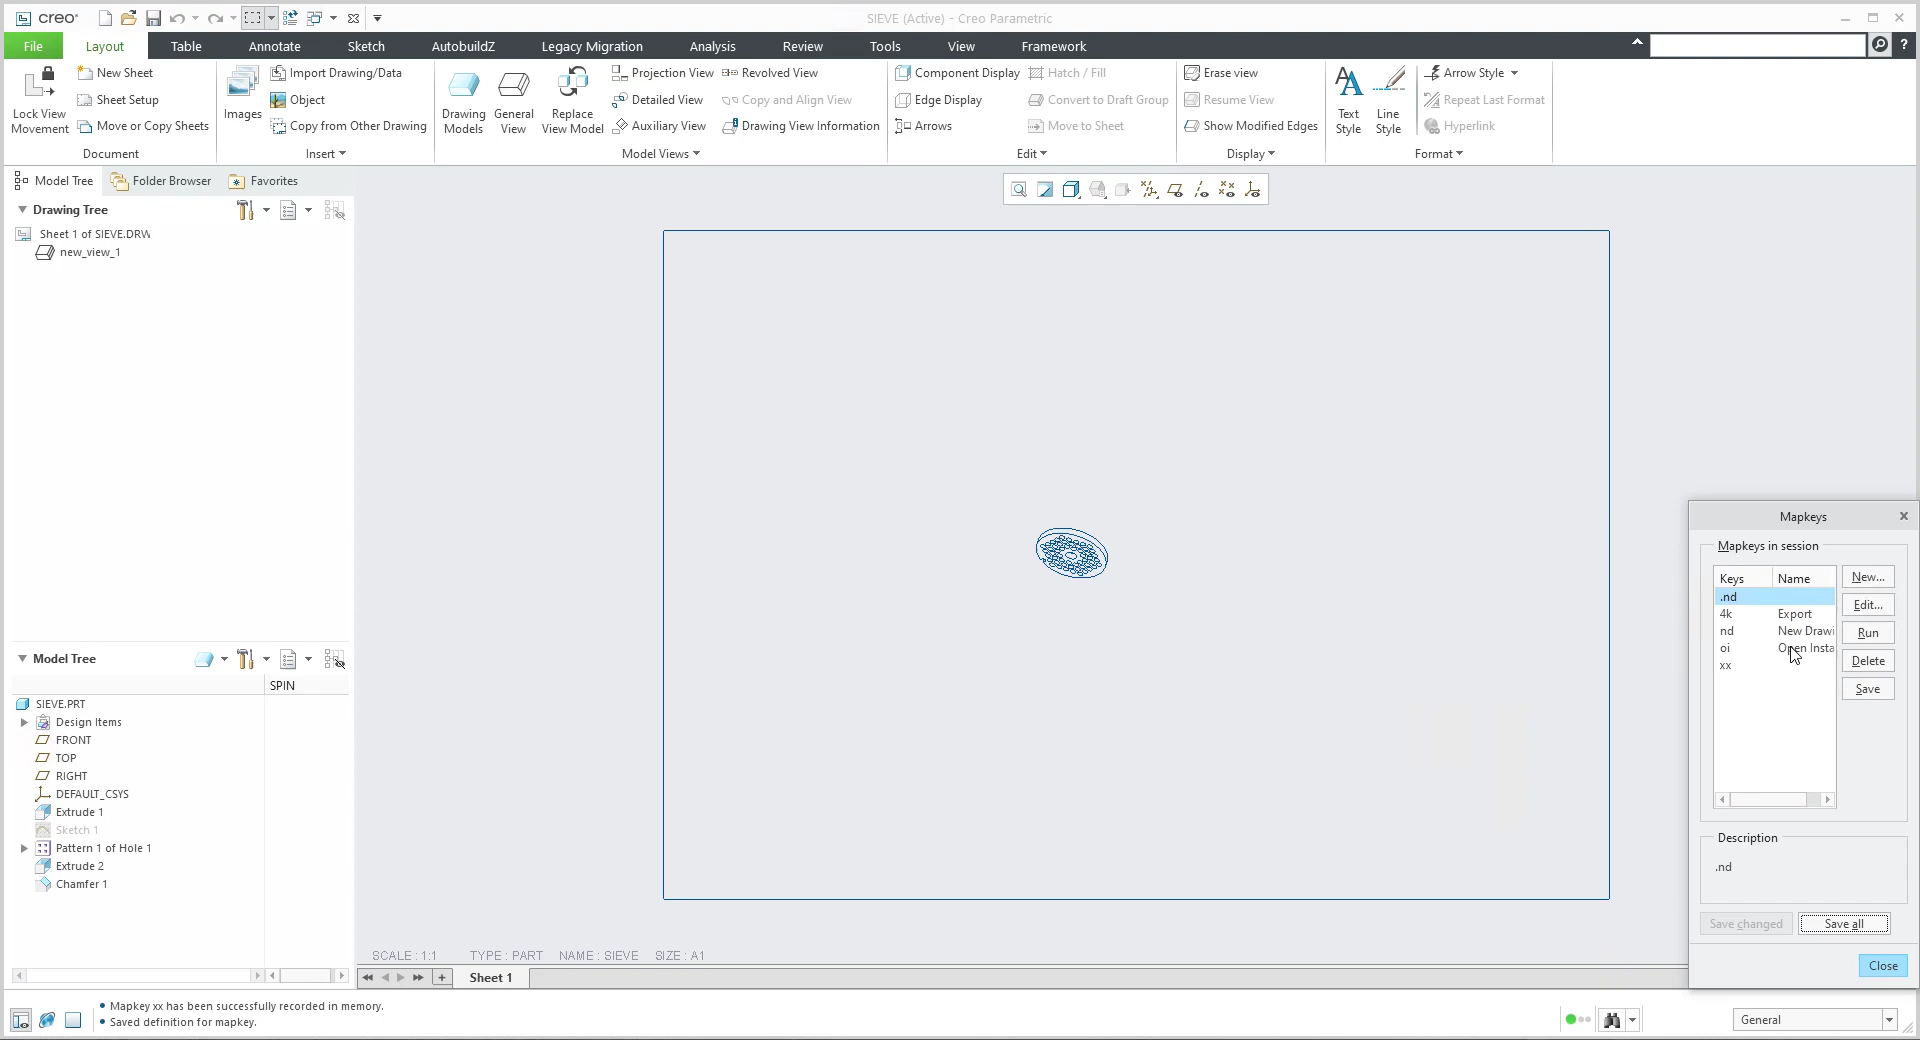 creo
SIEVE (Active) - Creo Parametric
File
Layout
Table
Annotate
Sketch
AutobuildZ
Legacy Migration
Analysis
Review
Tools
View
Framework
?
Lock View Movement
New Sheet
Sheet Setup
Move or Copy Sheets
Document
Images
Import Drawing/Data
Object
Copy from Other Drawing
Insert
Drawing Models
General View
Replace View Model
Projection View
Detailed View
Auxiliary View
Revolved View
Copy and Align View
Drawing View Information
Model Views
Component Display
Edge Display
Arrows
Hatch / Fill
Convert to Draft Group
Move to Sheet
Edit
Erase view
Resume View
Show Modified Edges
Display
Text Style
Line Style
Arrow Style
Repeat Last Format
Hyperlink
Format
Model Tree
Folder Browser
Favorites
Drawing Tree
Sheet 1 of SIEVE.DRW
new_view_1
Model Tree
SPIN
SIEVE.PRT
Design Items
FRONT
TOP
RIGHT
DEFAULT_CSYS
Extrude 1
Sketch 1
Pattern 1 of Hole 1
Extrude 2
Chamfer 1
Mapkeys
Mapkeys in session
Keys Name
.nd
4k Export
nd New Drawi
oi Open Insta
xx
New...
Edit...
Run
Delete
Save
Description
.nd
Save changed
Save all
Close
SCALE : 1:1 TYPE : PART NAME : SIEVE SIZE : A1
Sheet 1
• Mapkey xx has been successfully recorded in memory.
• Saved definition for mapkey.
General